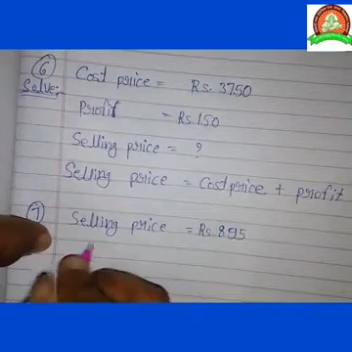 6 Cost price = Rs. 3750
Solve,
Profit = Rs. 150
Selling price = ?
Selling price = Cost price + profit
7 Selling price = Rs. 895